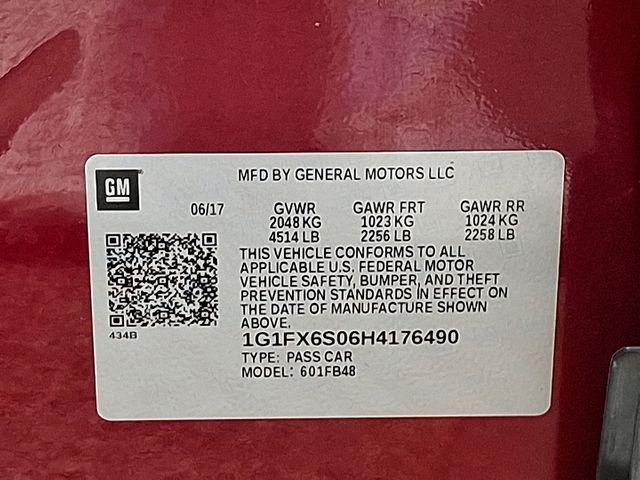 MFD BY GENERAL MOTORS LLC
GM
06/17 GVWR GAWR FRT GAWR RR
2048 KG 1023 KG 1024 KG
4514 LB 2256 LB 2258 LB
THIS VEHICLE CONFORMS TO ALL
APPLICABLE U.S. FEDERAL MOTOR
VEHICLE SAFETY, BUMPER, AND THEFT
PREVENTION STANDARDS IN EFFECT ON
THE DATE OF MANUFACTURE SHOWN
ABOVE.
434B
1G1FX6S06H4176490
TYPE: PASS CAR
MODEL: 601FB48